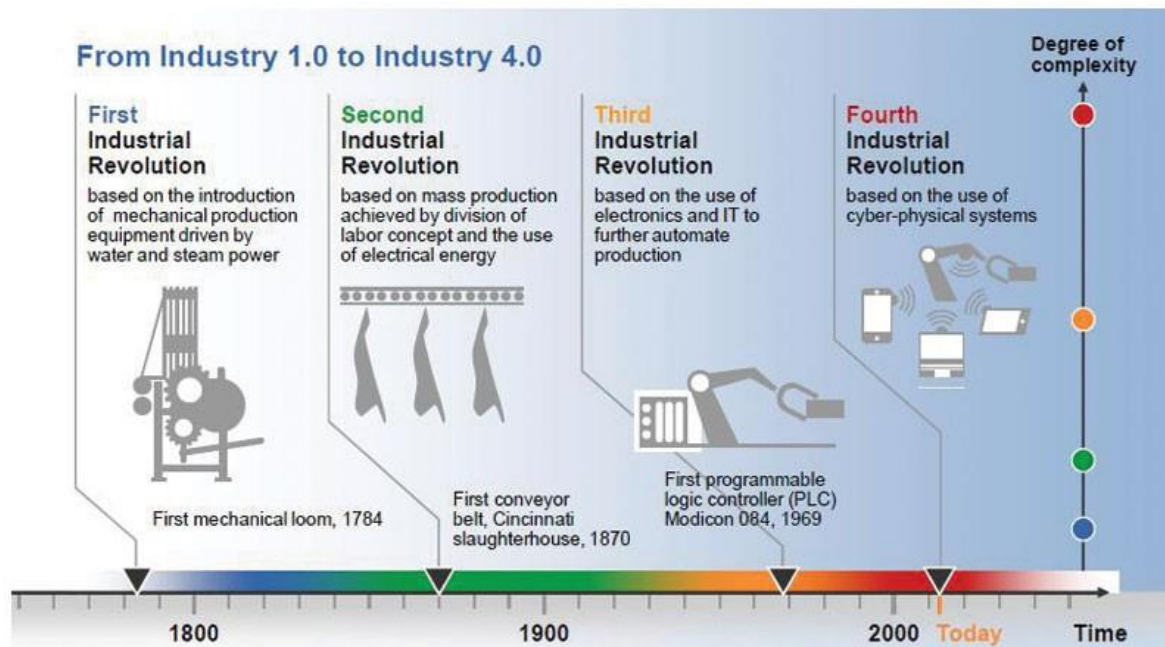 From Industry 1.0 to Industry 4.0
Degree of
complexity
First
Industrial
Revolution
based on the introduction
of mechanical production
equipment driven by
water and steam power
Second
Industrial
Revolution
based on mass production
achieved by division of
labor concept and the use
of electrical energy
Third
Industrial
Revolution
based on the use of
electronics and IT to
further automate
production
Fourth
Industrial
Revolution
based on the use of
cyber-physical systems
First mechanical loom, 1784
First conveyor
belt, Cincinnati
slaughterhouse, 1870
First programmable
logic controller (PLC)
Modicon 084, 1969
1800
1900
2000
Today
Time